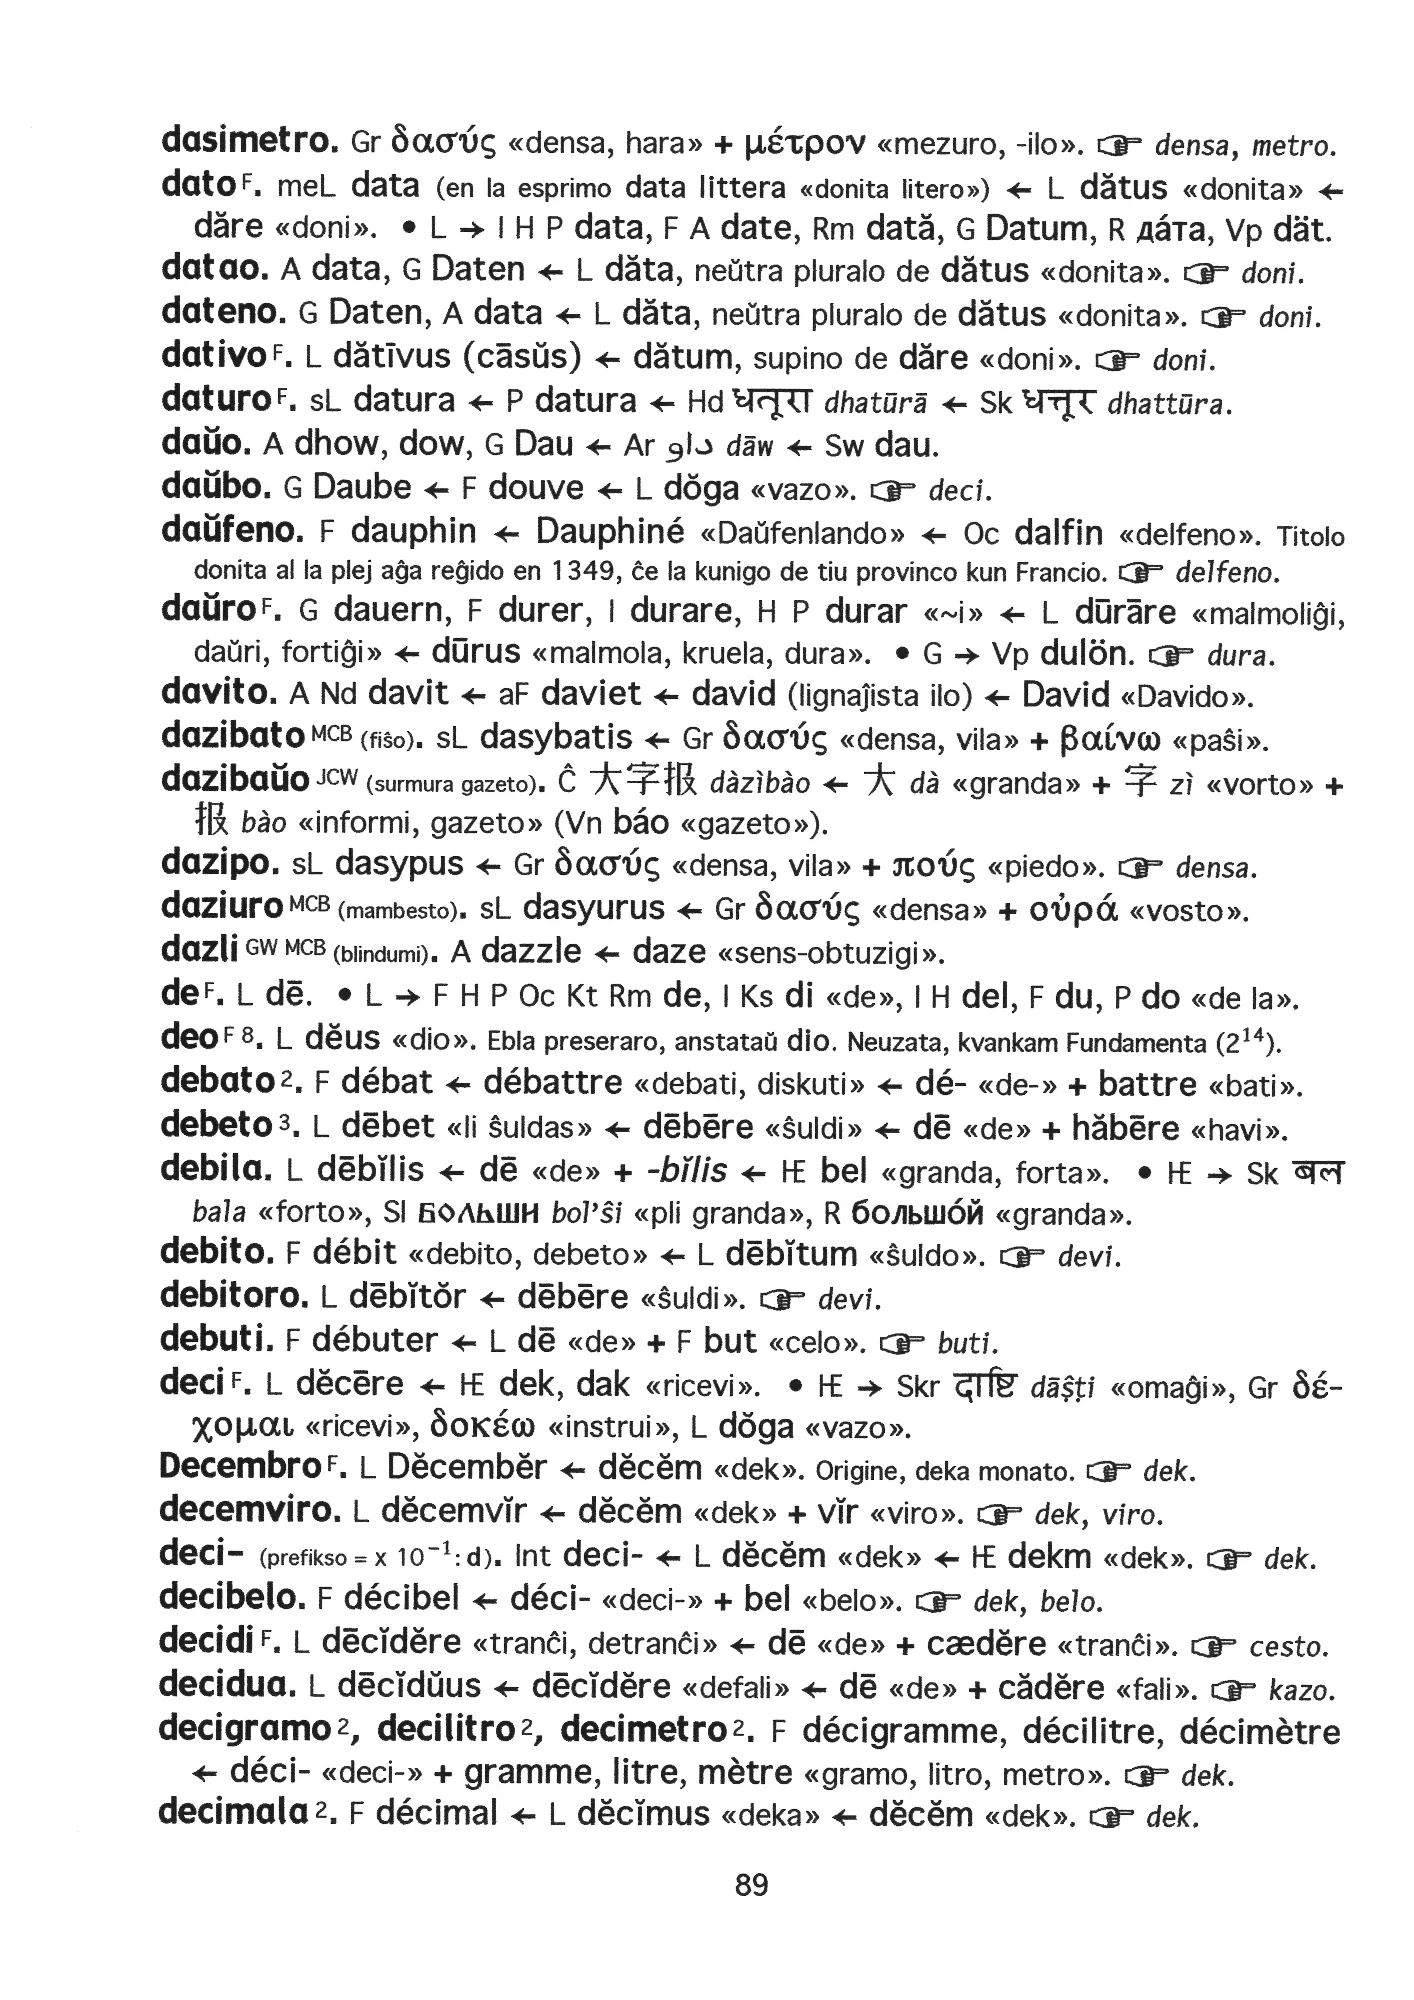 dasimetro. Gr δασύς «densa, hara» + μέτρον «mezuro, -ilo». ☞ densa, metro.
dato F. meL data (en la esprimo data littera «donita litero») ← L dătus «donita» ←
dăre «doni». • L → I H P data, F A date, Rm dată, G Datum, R дáта, Vp dät.
datao. A data, G Daten ← L dăta, neŭtra pluralo de dătus «donita». ☞ doni.
dateno. G Daten, A data ← L dăta, neŭtra pluralo de dătus «donita». ☞ doni.
dativo F. L dătīvus (cāsŭs) ← dătum, supino de dăre «doni». ☞ doni.
daturo F. sL datura ← P datura ← Hd धतूरा dhatūrā ← Sk धत्तूर dhattūra.
daŭo. A dhow, dow, G Dau ← Ar داو dāw ← Sw dau.
daŭbo. G Daube ← F douve ← L dŏga «vazo». ☞ deci.
daŭfeno. F dauphin ← Dauphiné «Daŭfenlando» ← Oc dalfin «delfeno». Titolo
donita al la plej aĝa reĝido en 1349, ĉe la kunigo de tiu provinco kun Francio. ☞ delfeno.
daŭro F. G dauern, F durer, I durare, H P durar «~i» ← L dūrāre «malmoliĝi,
daŭri, fortiĝi» ← dūrus «malmola, kruela, dura». • G → Vp dulön. ☞ dura.
davito. A Nd davit ← aF daviet ← david (lignaĵista ilo) ← David «Davido».
dazibato MCB (fiŝo). sL dasybatis ← Gr δασύς «densa, vila» + βαίνω «paŝi».
dazibaŭo JCW (surmura gazeto). Ĉ 大字报 dàzìbào ← 大 dà «granda» + 字 zì «vorto» +
报 bào «informi, gazeto» (Vn báo «gazeto»).
dazipo. sL dasypus ← Gr δασύς «densa, vila» + πούς «piedo». ☞ densa.
daziuro MCB (mambesto). sL dasyurus ← Gr δασύς «densa» + οὐρά «vosto».
dazli GW MCB (blindumi). A dazzle ← daze «sens-obtuzigi».
de F. L dē. • L → F H P Oc Kt Rm de, I Ks di «de», I H del, F du, P do «de la».
deo F 8. L dĕus «dio». Ebla preseraro, anstataŭ dio. Neuzata, kvankam Fundamenta (2¹⁴).
debato 2. F débat ← débattre «debati, diskuti» ← dé- «de-» + battre «bati».
debeto 3. L dēbet «li ŝuldas» ← dēbēre «ŝuldi» ← dē «de» + hăbēre «havi».
debila. L dēbĭlis ← dē «de» + -bĭlis ← IE bel «granda, forta». • IE → Sk बल
bala «forto», Sl БОЛЬШИ bol'ŝi «pli granda», R большóй «granda».
debito. F débit «debito, debeto» ← L dēbĭtum «ŝuldo». ☞ devi.
debitoro. L dēbĭtŏr ← dēbēre «ŝuldi». ☞ devi.
debuti. F débuter ← L dē «de» + F but «celo». ☞ buti.
deci F. L dĕcēre ← IE dek, dak «ricevi». • IE → Skr दाष्टि dāṣṭi «omaĝi», Gr δέ-
χομαι «ricevi», δοκέω «instrui», L dŏga «vazo».
Decembro F. L Dĕcembĕr ← dĕcĕm «dek». Origine, deka monato. ☞ dek.
decemviro. L dĕcemvĭr ← dĕcĕm «dek» + vĭr «viro». ☞ dek, viro.
deci- (prefikso = x 10⁻¹: d). Int deci- ← L dĕcĕm «dek» ← IE dekm «dek». ☞ dek.
decibelo. F décibel ← déci- «deci-» + bel «belo». ☞ dek, belo.
decidi F. L dēcīdĕre «tranĉi, detranĉi» ← dē «de» + cædĕre «tranĉi». ☞ cesto.
decidua. L dēcĭdŭus ← dēcĭdĕre «defali» ← dē «de» + cădĕre «fali». ☞ kazo.
decigramo 2, decilitro 2, decimetro 2. F décigramme, décilitre, décimètre
← déci- «deci-» + gramme, litre, mètre «gramo, litro, metro». ☞ dek.
decimala 2. F décimal ← L dĕcĭmus «deka» ← dĕcĕm «dek». ☞ dek.
89